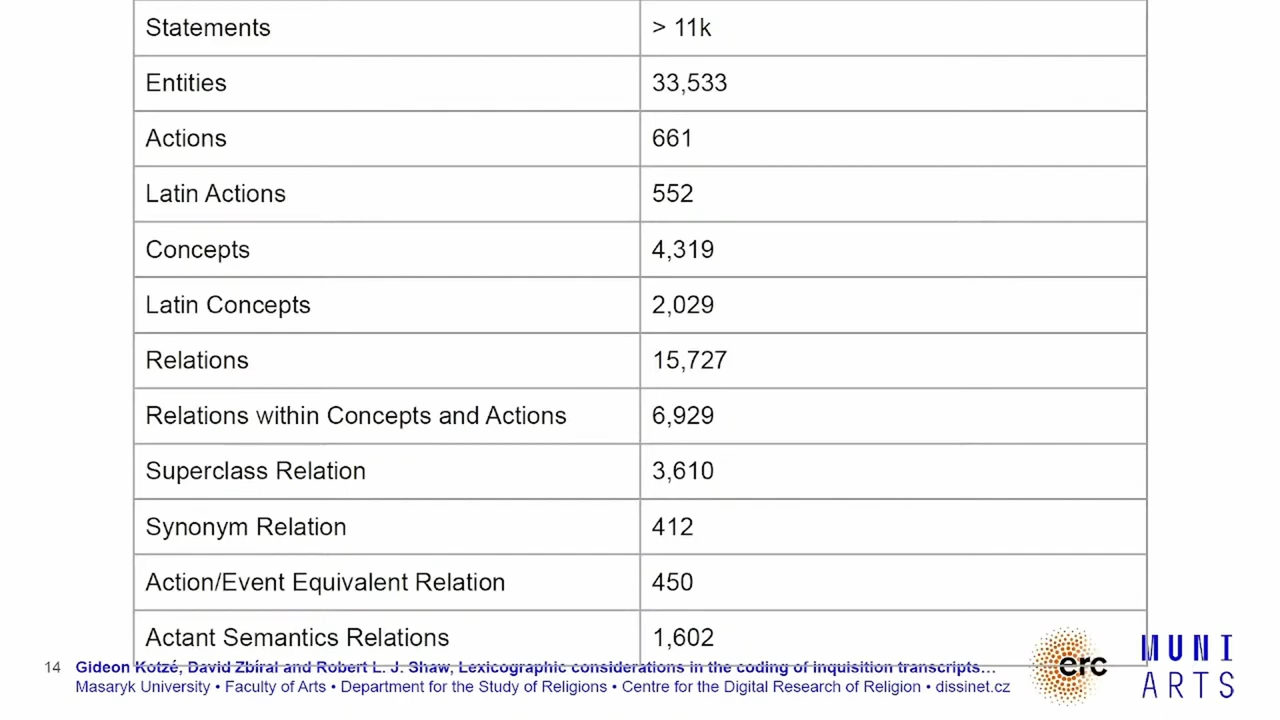 Statements > 11k
Entities 33,533
Actions 661
Latin Actions 552
Concepts 4,319
Latin Concepts 2,029
Relations 15,727
Relations within Concepts and Actions 6,929
Superclass Relation 3,610
Synonym Relation 412
Action/Event Equivalent Relation 450
Actant Semantics Relations 1,602
14 Gideon Kotzé, David Zbíral and Robert L. J. Shaw, Lexicographic considerations in the coding of inquisition transcripts…
Masaryk University • Faculty of Arts • Department for the Study of Religions • Centre for the Digital Research of Religion • dissinet.cz
erc
MUNI
ARTS